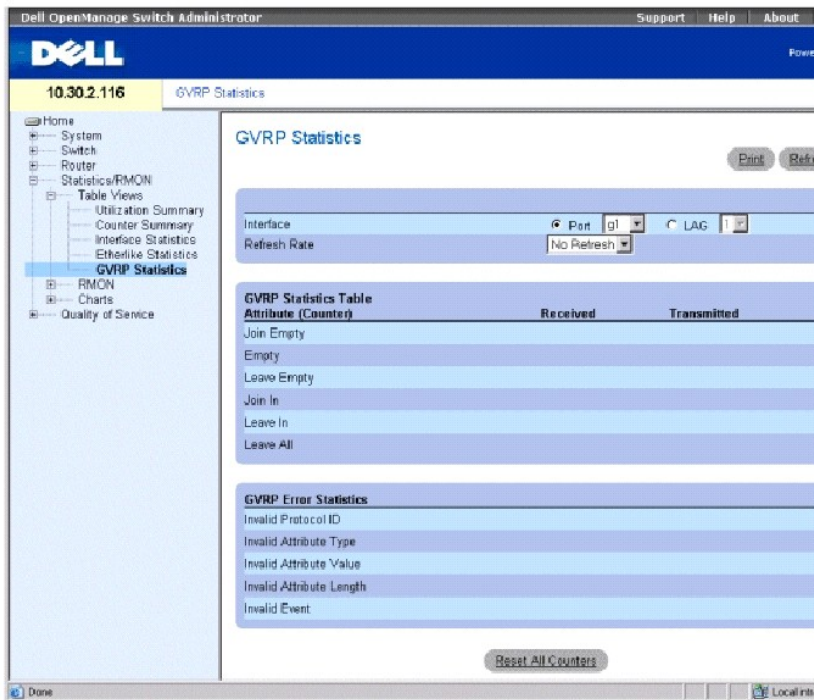 Dell OpenManage Switch Administrator
Support Help About
DELL
10.30.2.116
GVRP Statistics
Home
System
Switch
Router
Statistics/RMON
Table Views
Utilization Summary
Counter Summary
Interface Statistics
Etherlike Statistics
GVRP Statistics
RMON
Charts
Quality of Service
GVRP Statistics
Print
Interface Port g1 LAG 1
Refresh Rate No Refresh
GVRP Statistics Table
Attribute (Counter) Received Transmitted
Join Empty
Empty
Leave Empty
Join In
Leave In
Leave All
GVRP Error Statistics
Invalid Protocol ID
Invalid Attribute Type
Invalid Attribute Value
Invalid Attribute Length
Invalid Event
Reset All Counters
Done
Local